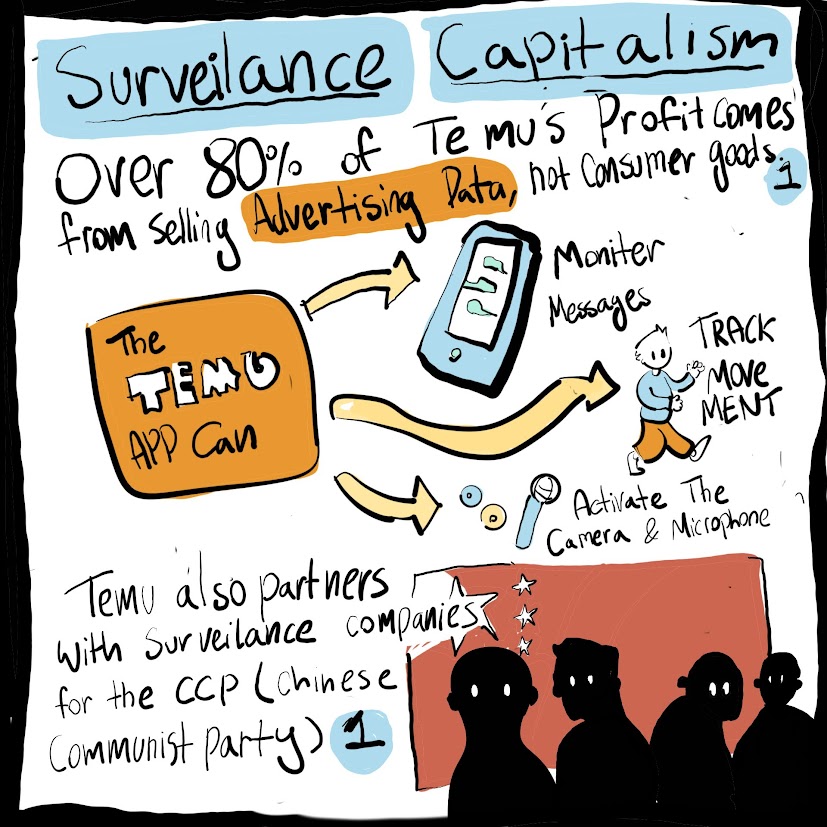 Surveilance Capitalism
Over 80% of Temu's Profit comes
from Selling Advertising Data, not Consumer goods. 1
The
TEMU
APP Can
Moniter
Messages
TRACK
MOVE
MENT
Activate The
Camera & Microphone
Temu also partners
with Surveilance companies
for the CCP (Chinese
Communist party) 1